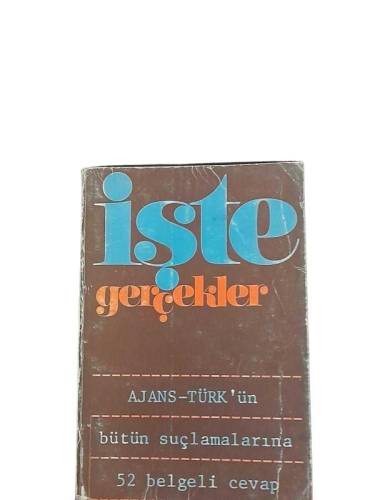 işte
gerçekler
AJANS-TÜRK'ün
bütün suçlamalarına
52 belgeli cevap